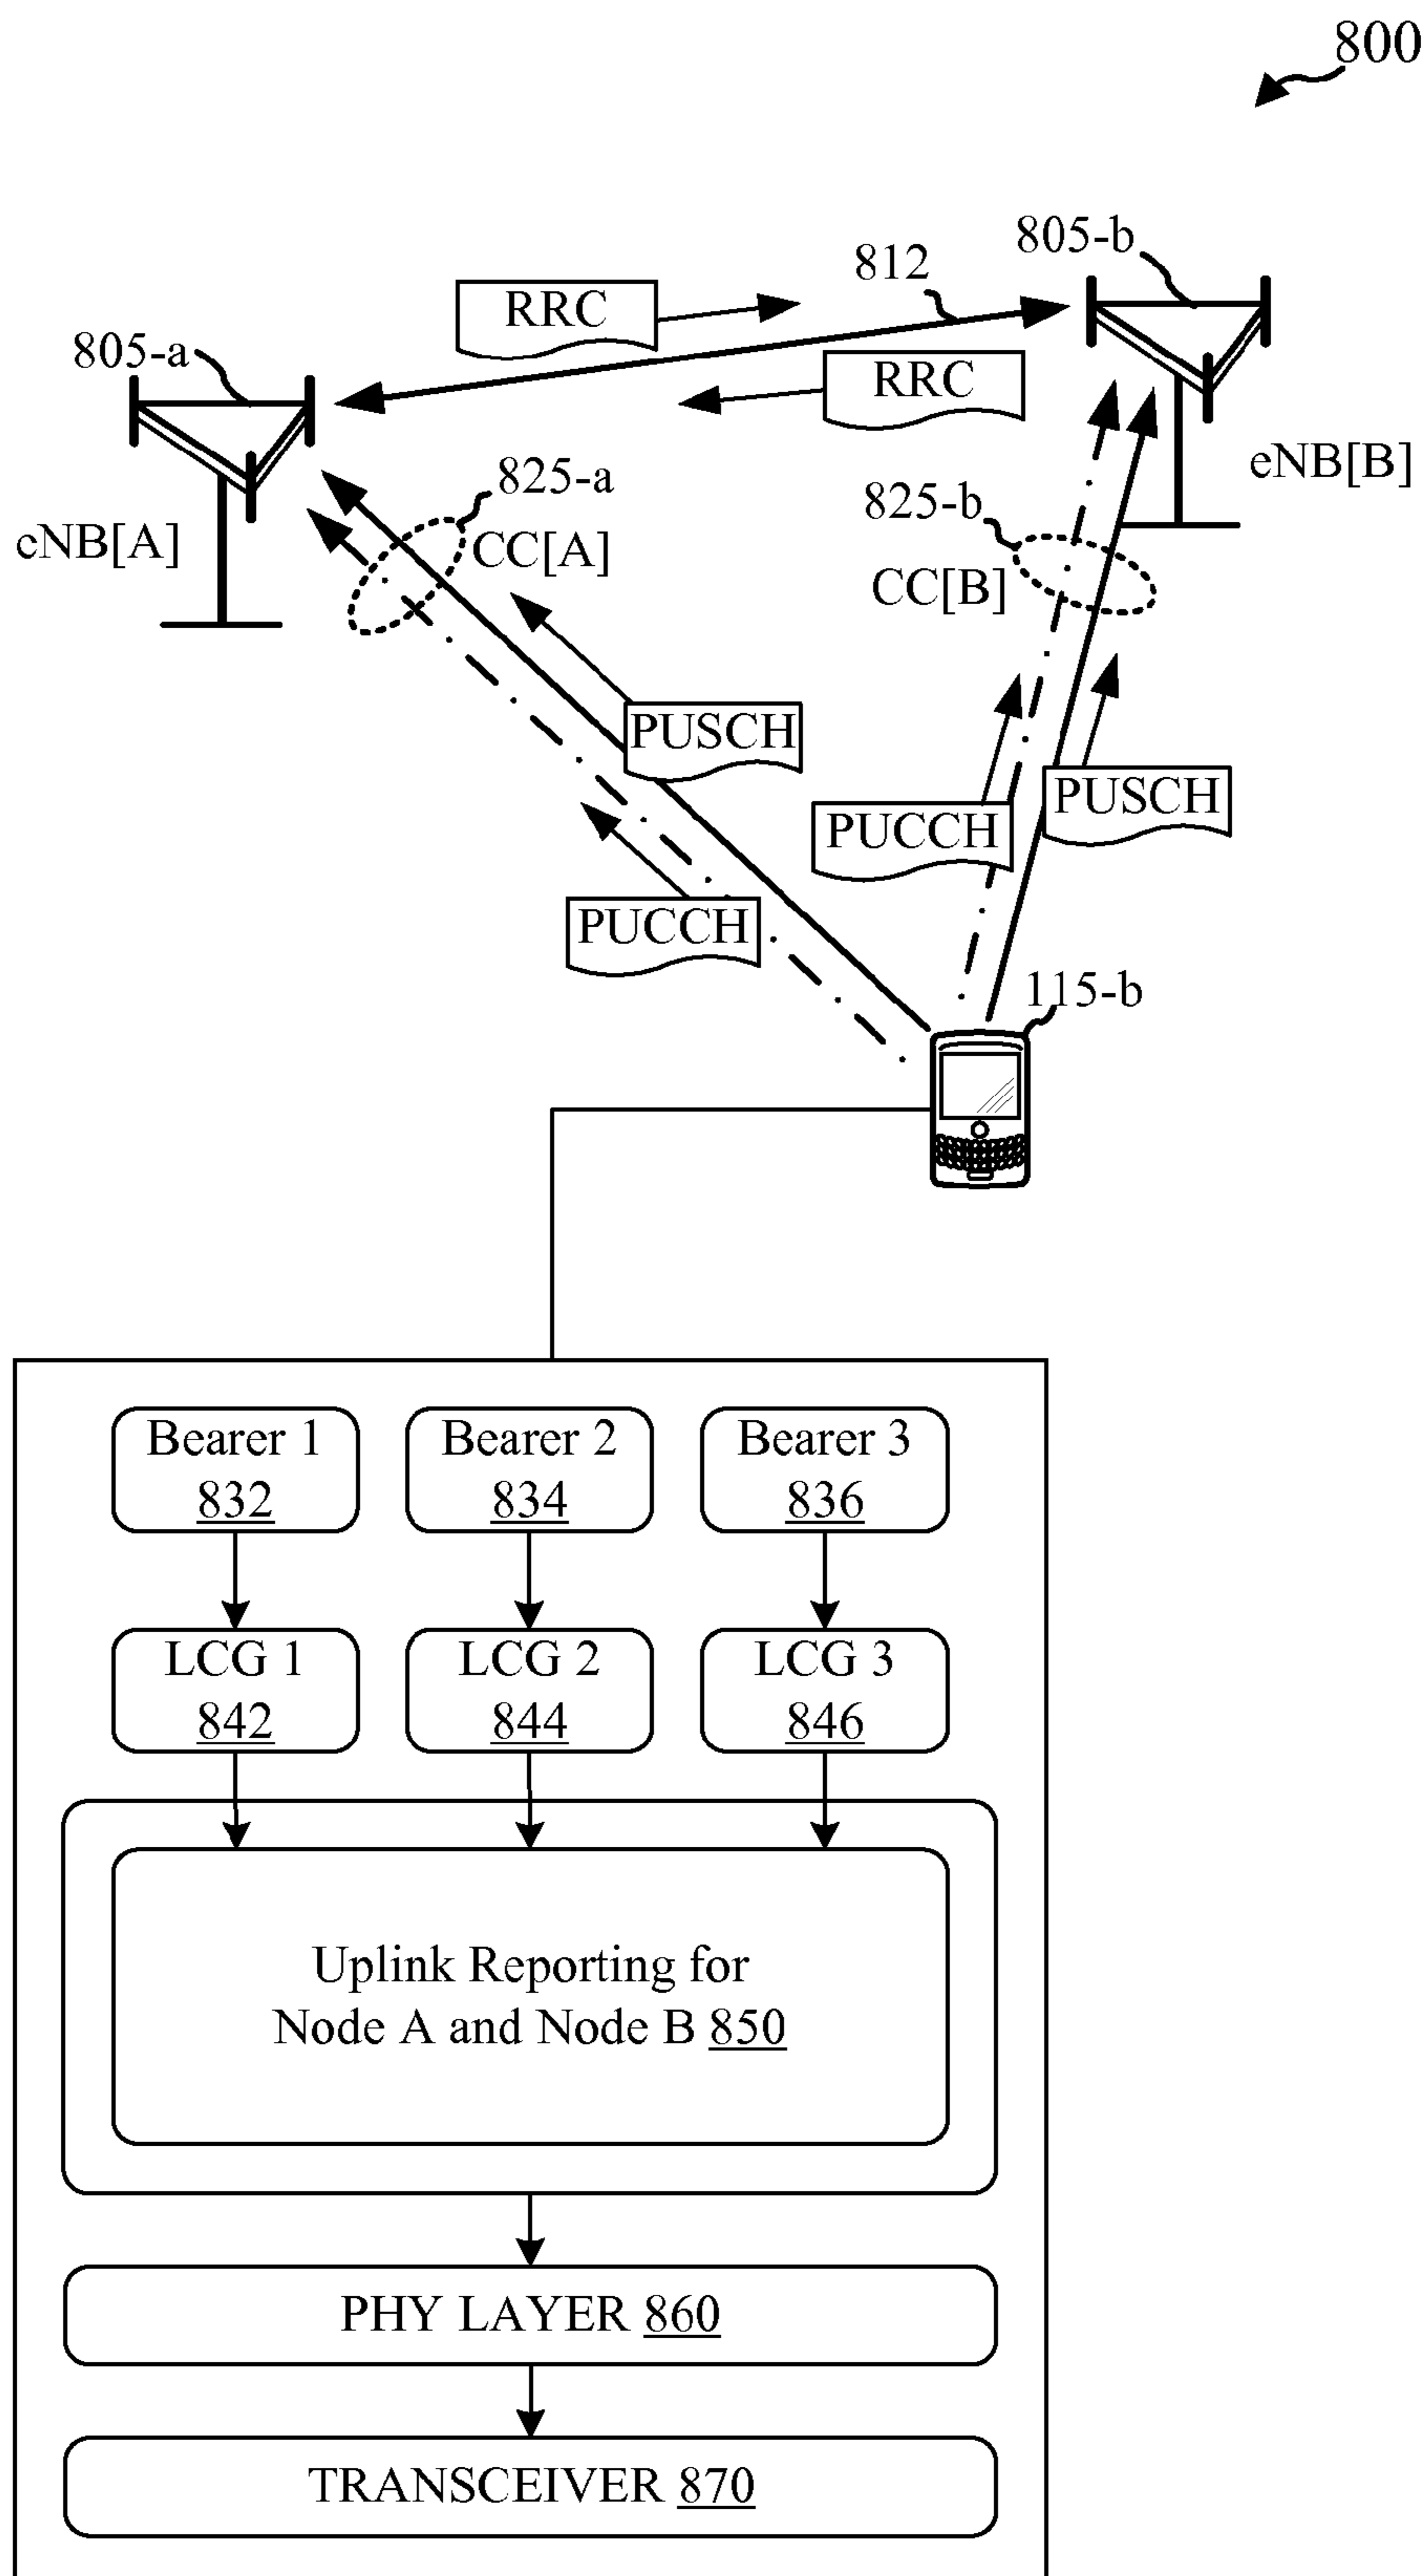 800
805-b
812
RRC
805-a
RRC
eNB[B]
825-a
825-b
eNB[A]
CC[A]
CC[B]
PUSCH
PUSCH
PUCCH
PUCCH
115-b
Bearer 1
832
Bearer 2
834
Bearer 3
836
LCG 1
842
LCG 2
844
LCG 3
846
Uplink Reporting for
Node A and Node B 850
PHY LAYER 860
TRANSCEIVER 870